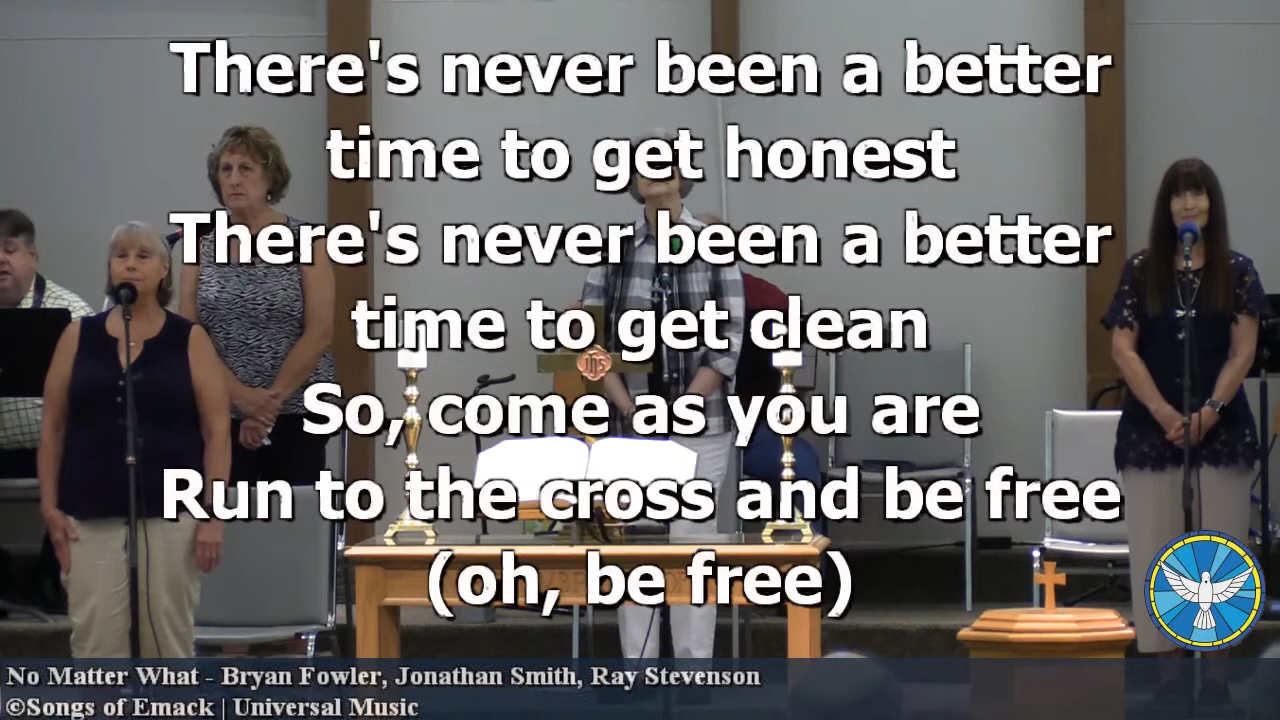 There's never been a better
time to get honest
There's never been a better
time to get clean
So, come as you are
Run to the cross and be free
(oh, be free)
IHS
No Matter What - Bryan Fowler, Jonathan Smith, Ray Stevenson
©Songs of Emack | Universal Music